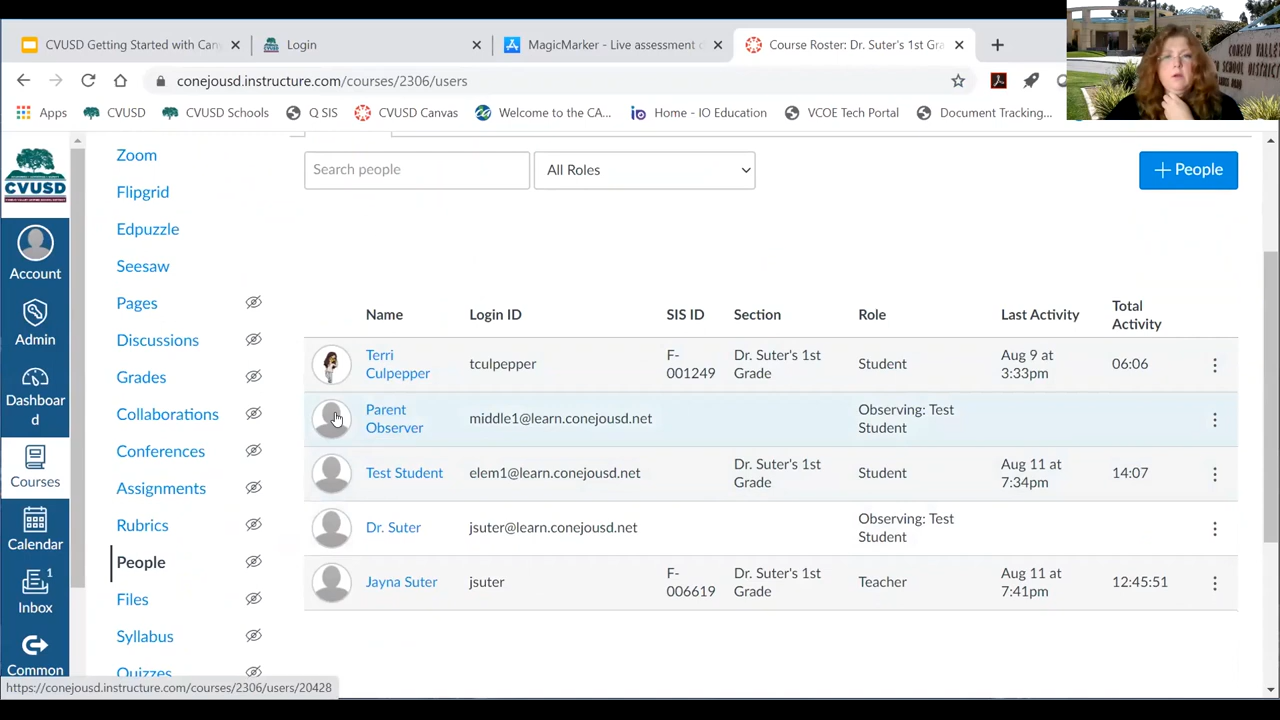 CVUSD Getting Started with Can
Login
MagicMarker - Live assessment c
Course Roster: Dr. Suter's 1st Gra
conejousd.instructure.com/courses/2306/users
Apps
CVUSD
CVUSD Schools
Q SIS
CVUSD Canvas
Welcome to the CA...
Home - IO Education
VCOE Tech Portal
Document Tracking...
CONEJO VALLEY
SCHOOL DISTRICT
CVUSD
Account
Admin
Dashboar
d
Courses
Calendar
1
Inbox
Common
Zoom
Flipgrid
Edpuzzle
Seesaw
Pages
Discussions
Grades
Collaborations
Conferences
Assignments
Rubrics
People
Files
Syllabus
Quizzes
Search people
All Roles
+ People
Name
Login ID
SIS ID
Section
Role
Last Activity
Total
Activity
Terri
Culpepper
tculpepper
F-
001249
Dr. Suter's 1st
Grade
Student
Aug 9 at
3:33pm
06:06
Parent
Observer
middle1@learn.conejousd.net
Observing: Test
Student
Test Student
elem1@learn.conejousd.net
Dr. Suter's 1st
Grade
Student
Aug 11 at
7:34pm
14:07
Dr. Suter
jsuter@learn.conejousd.net
Observing: Test
Student
Jayna Suter
jsuter
F-
006619
Dr. Suter's 1st
Grade
Teacher
Aug 11 at
7:41pm
12:45:51
https://conejousd.instructure.com/courses/2306/users/20428